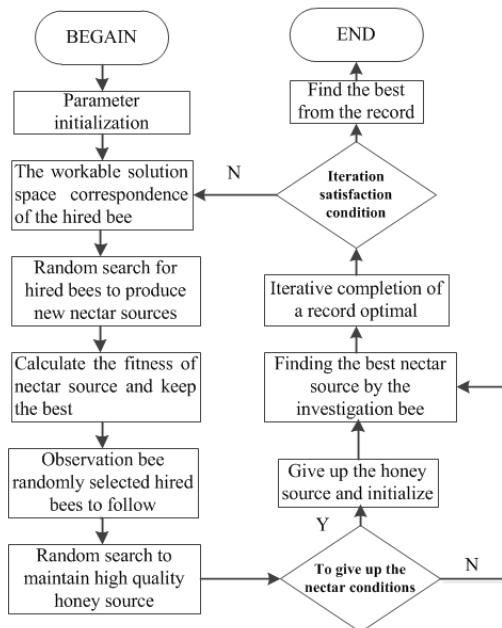 BEGAIN
Parameter
initialization
The workable solution
space correspondence
of the hired bee
Random search for
hired bees to produce
new nectar sources
Calculate the fitness of
nectar source and keep
the best
Observation bee
randomly selected hired
bees to follow
Random search to
maintain high quality
honey source
To give up the
nectar conditions
Y
N
Give up the honey
source and initialize
Finding the best nectar
source by the
investigation bee
Iterative completion of
a record optimal
Iteration
satisfaction
condition
N
Find the best
from the record
END